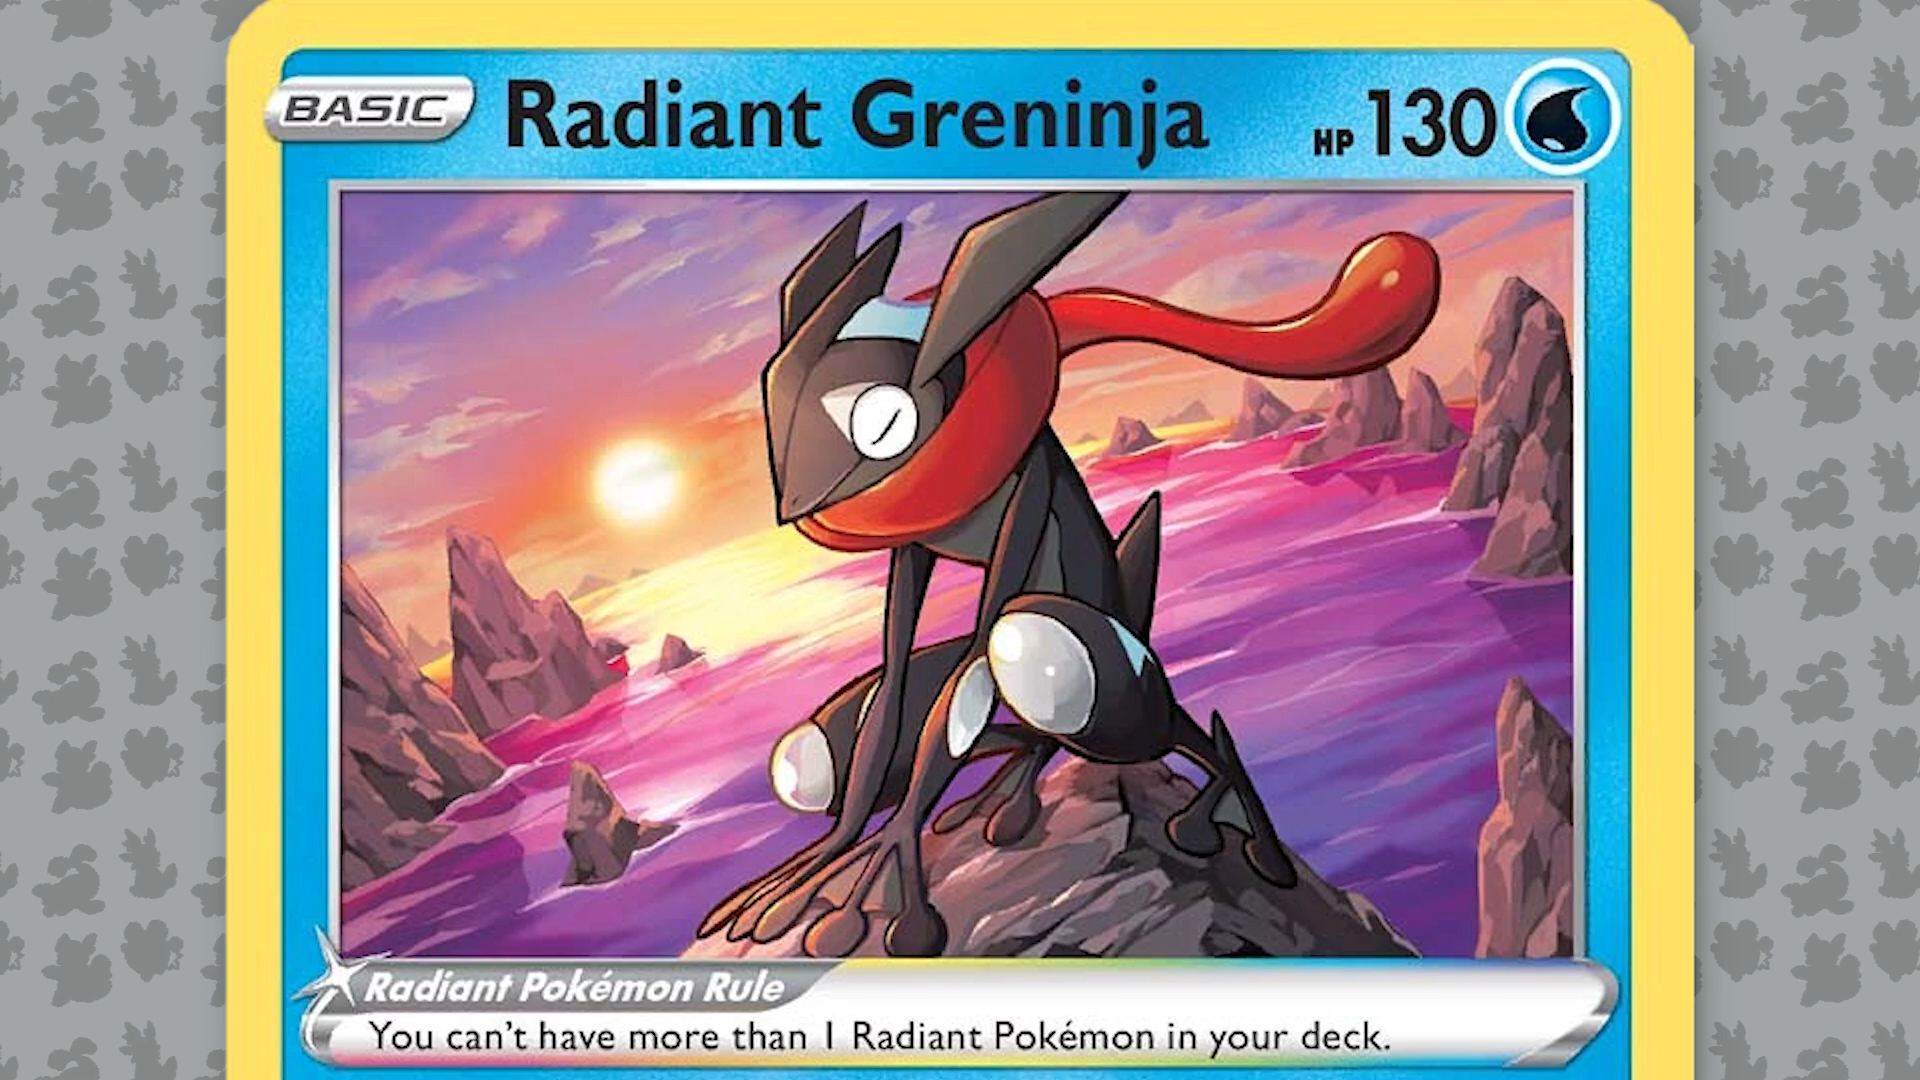 BASIC Radiant Greninja HP 130
Radiant Pokémon Rule
You can't have more than 1 Radiant Pokémon in your deck.